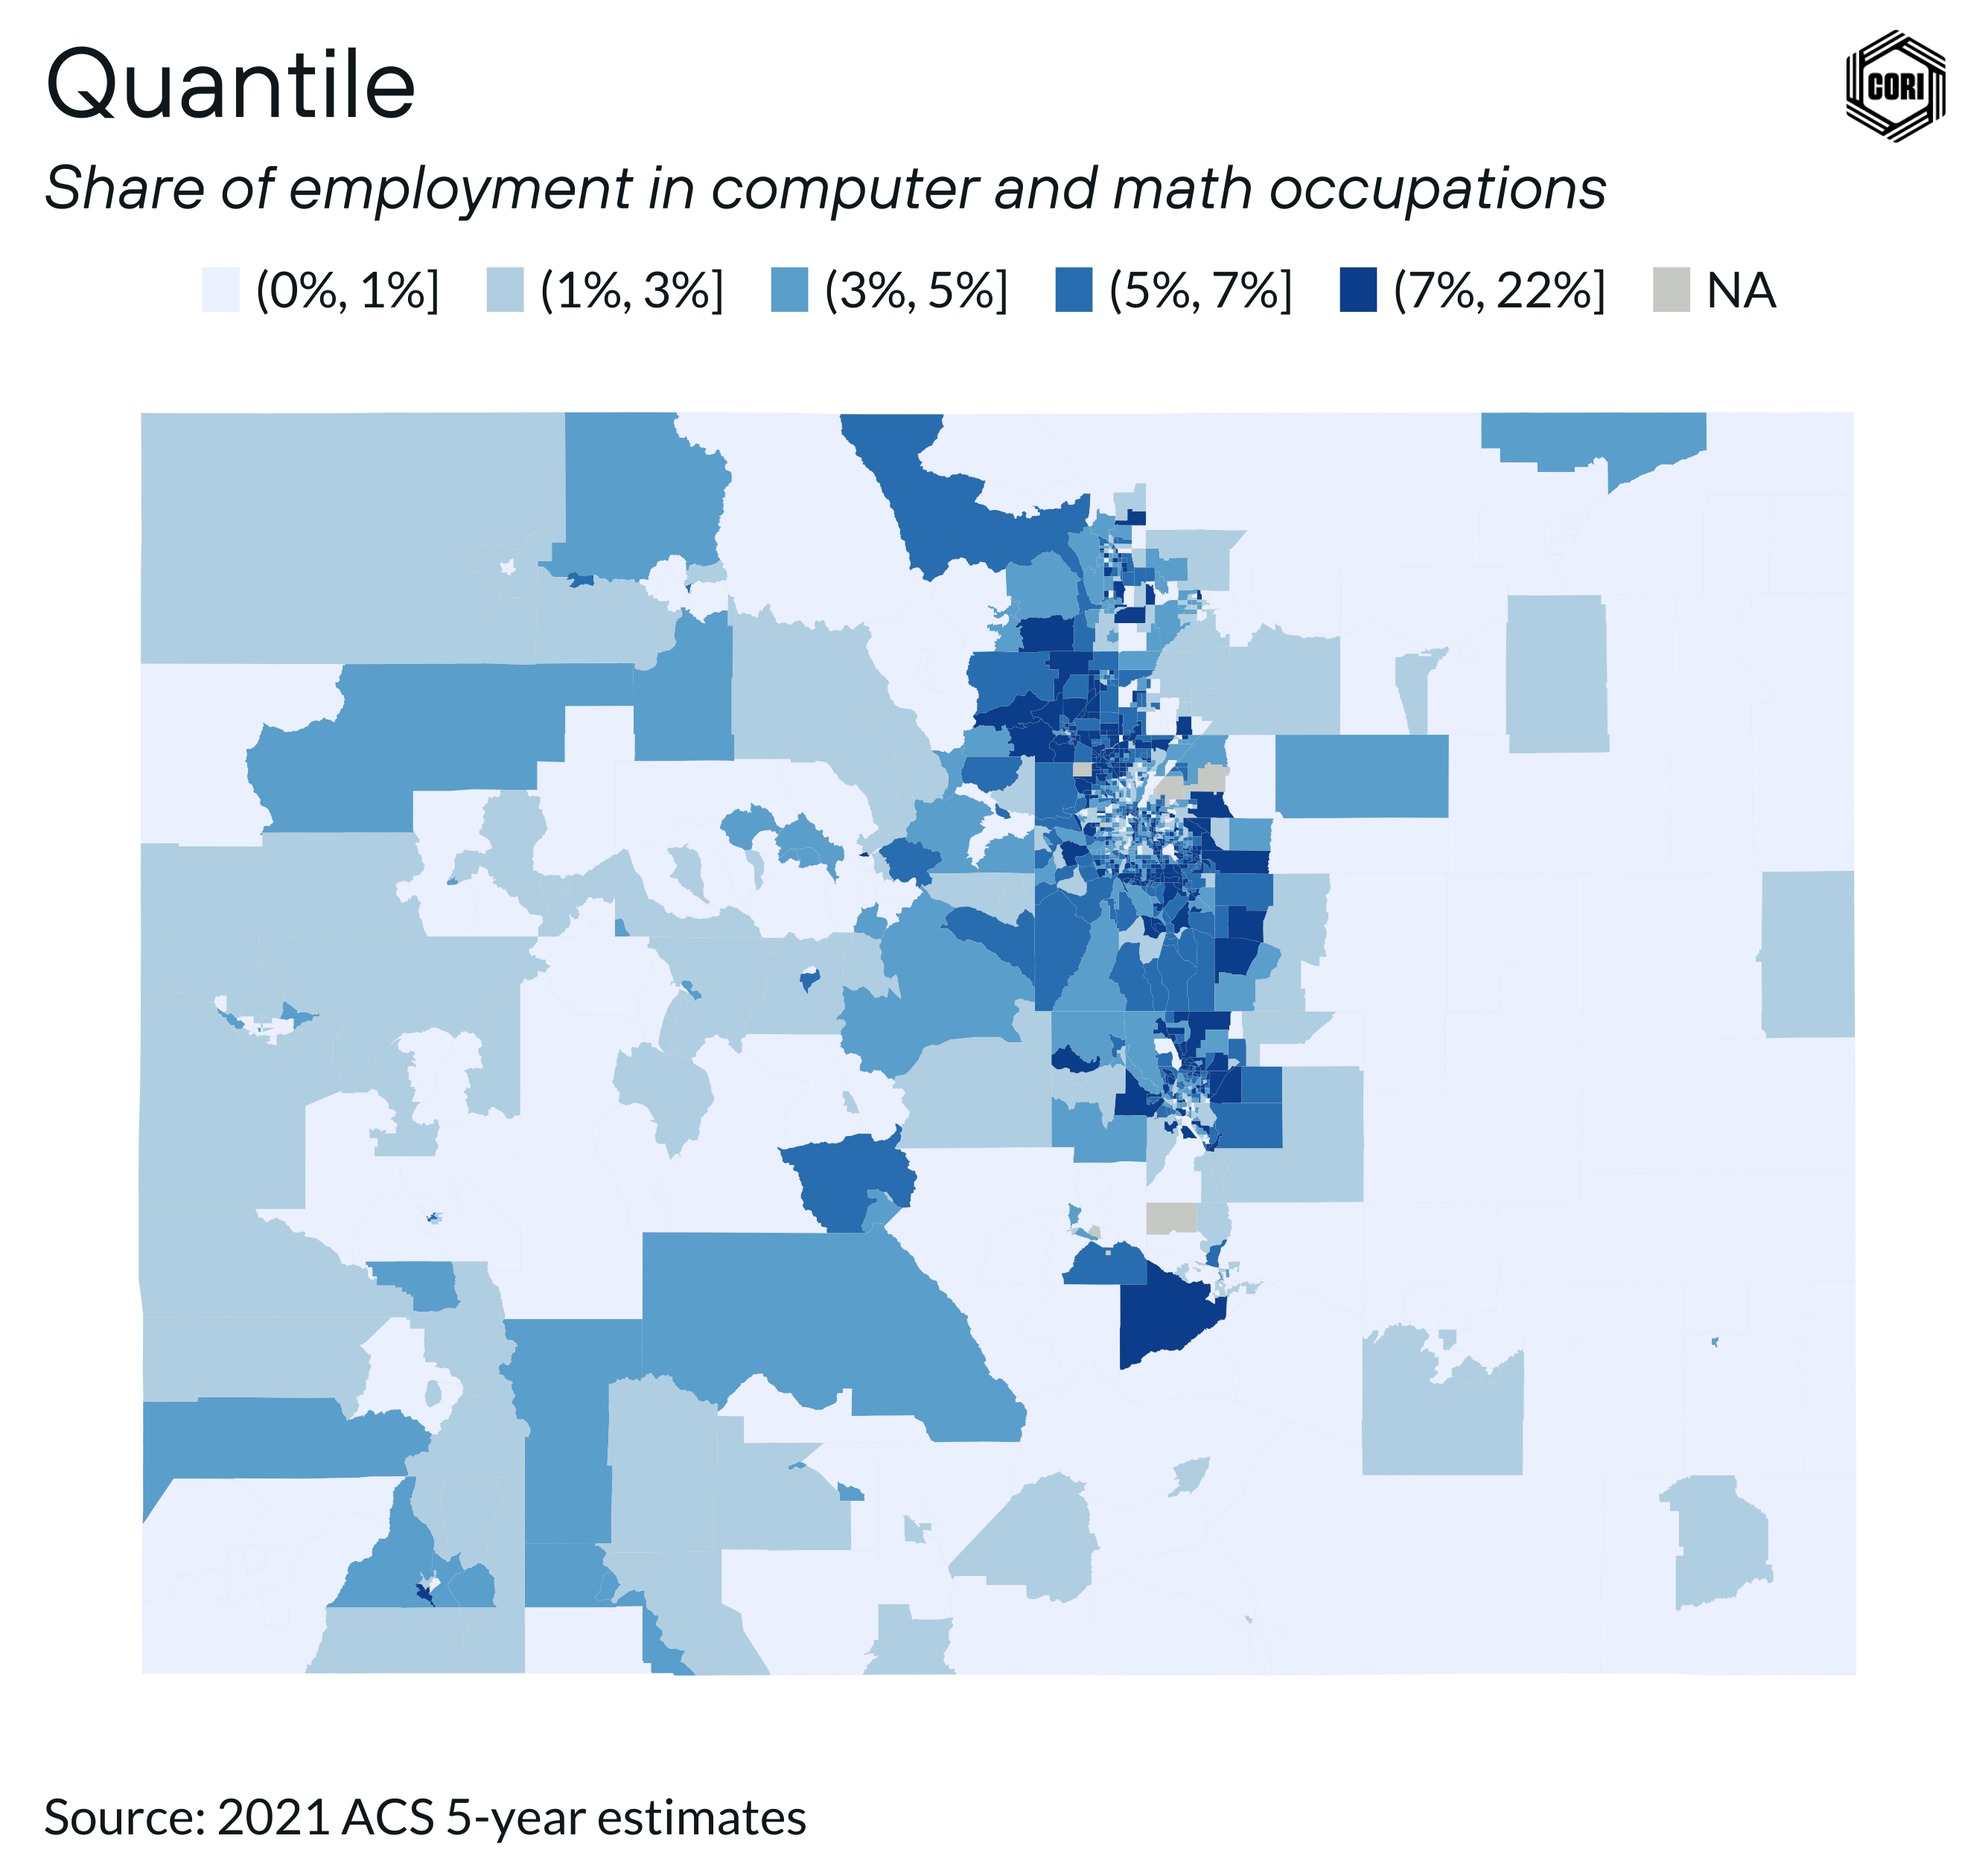 Quantile
CORI
Share of employment in computer and math occupations
(0%, 1%] (1%, 3%] (3%, 5%] (5%, 7%] (7%, 22%] NA
Source: 2021 ACS 5-year estimates